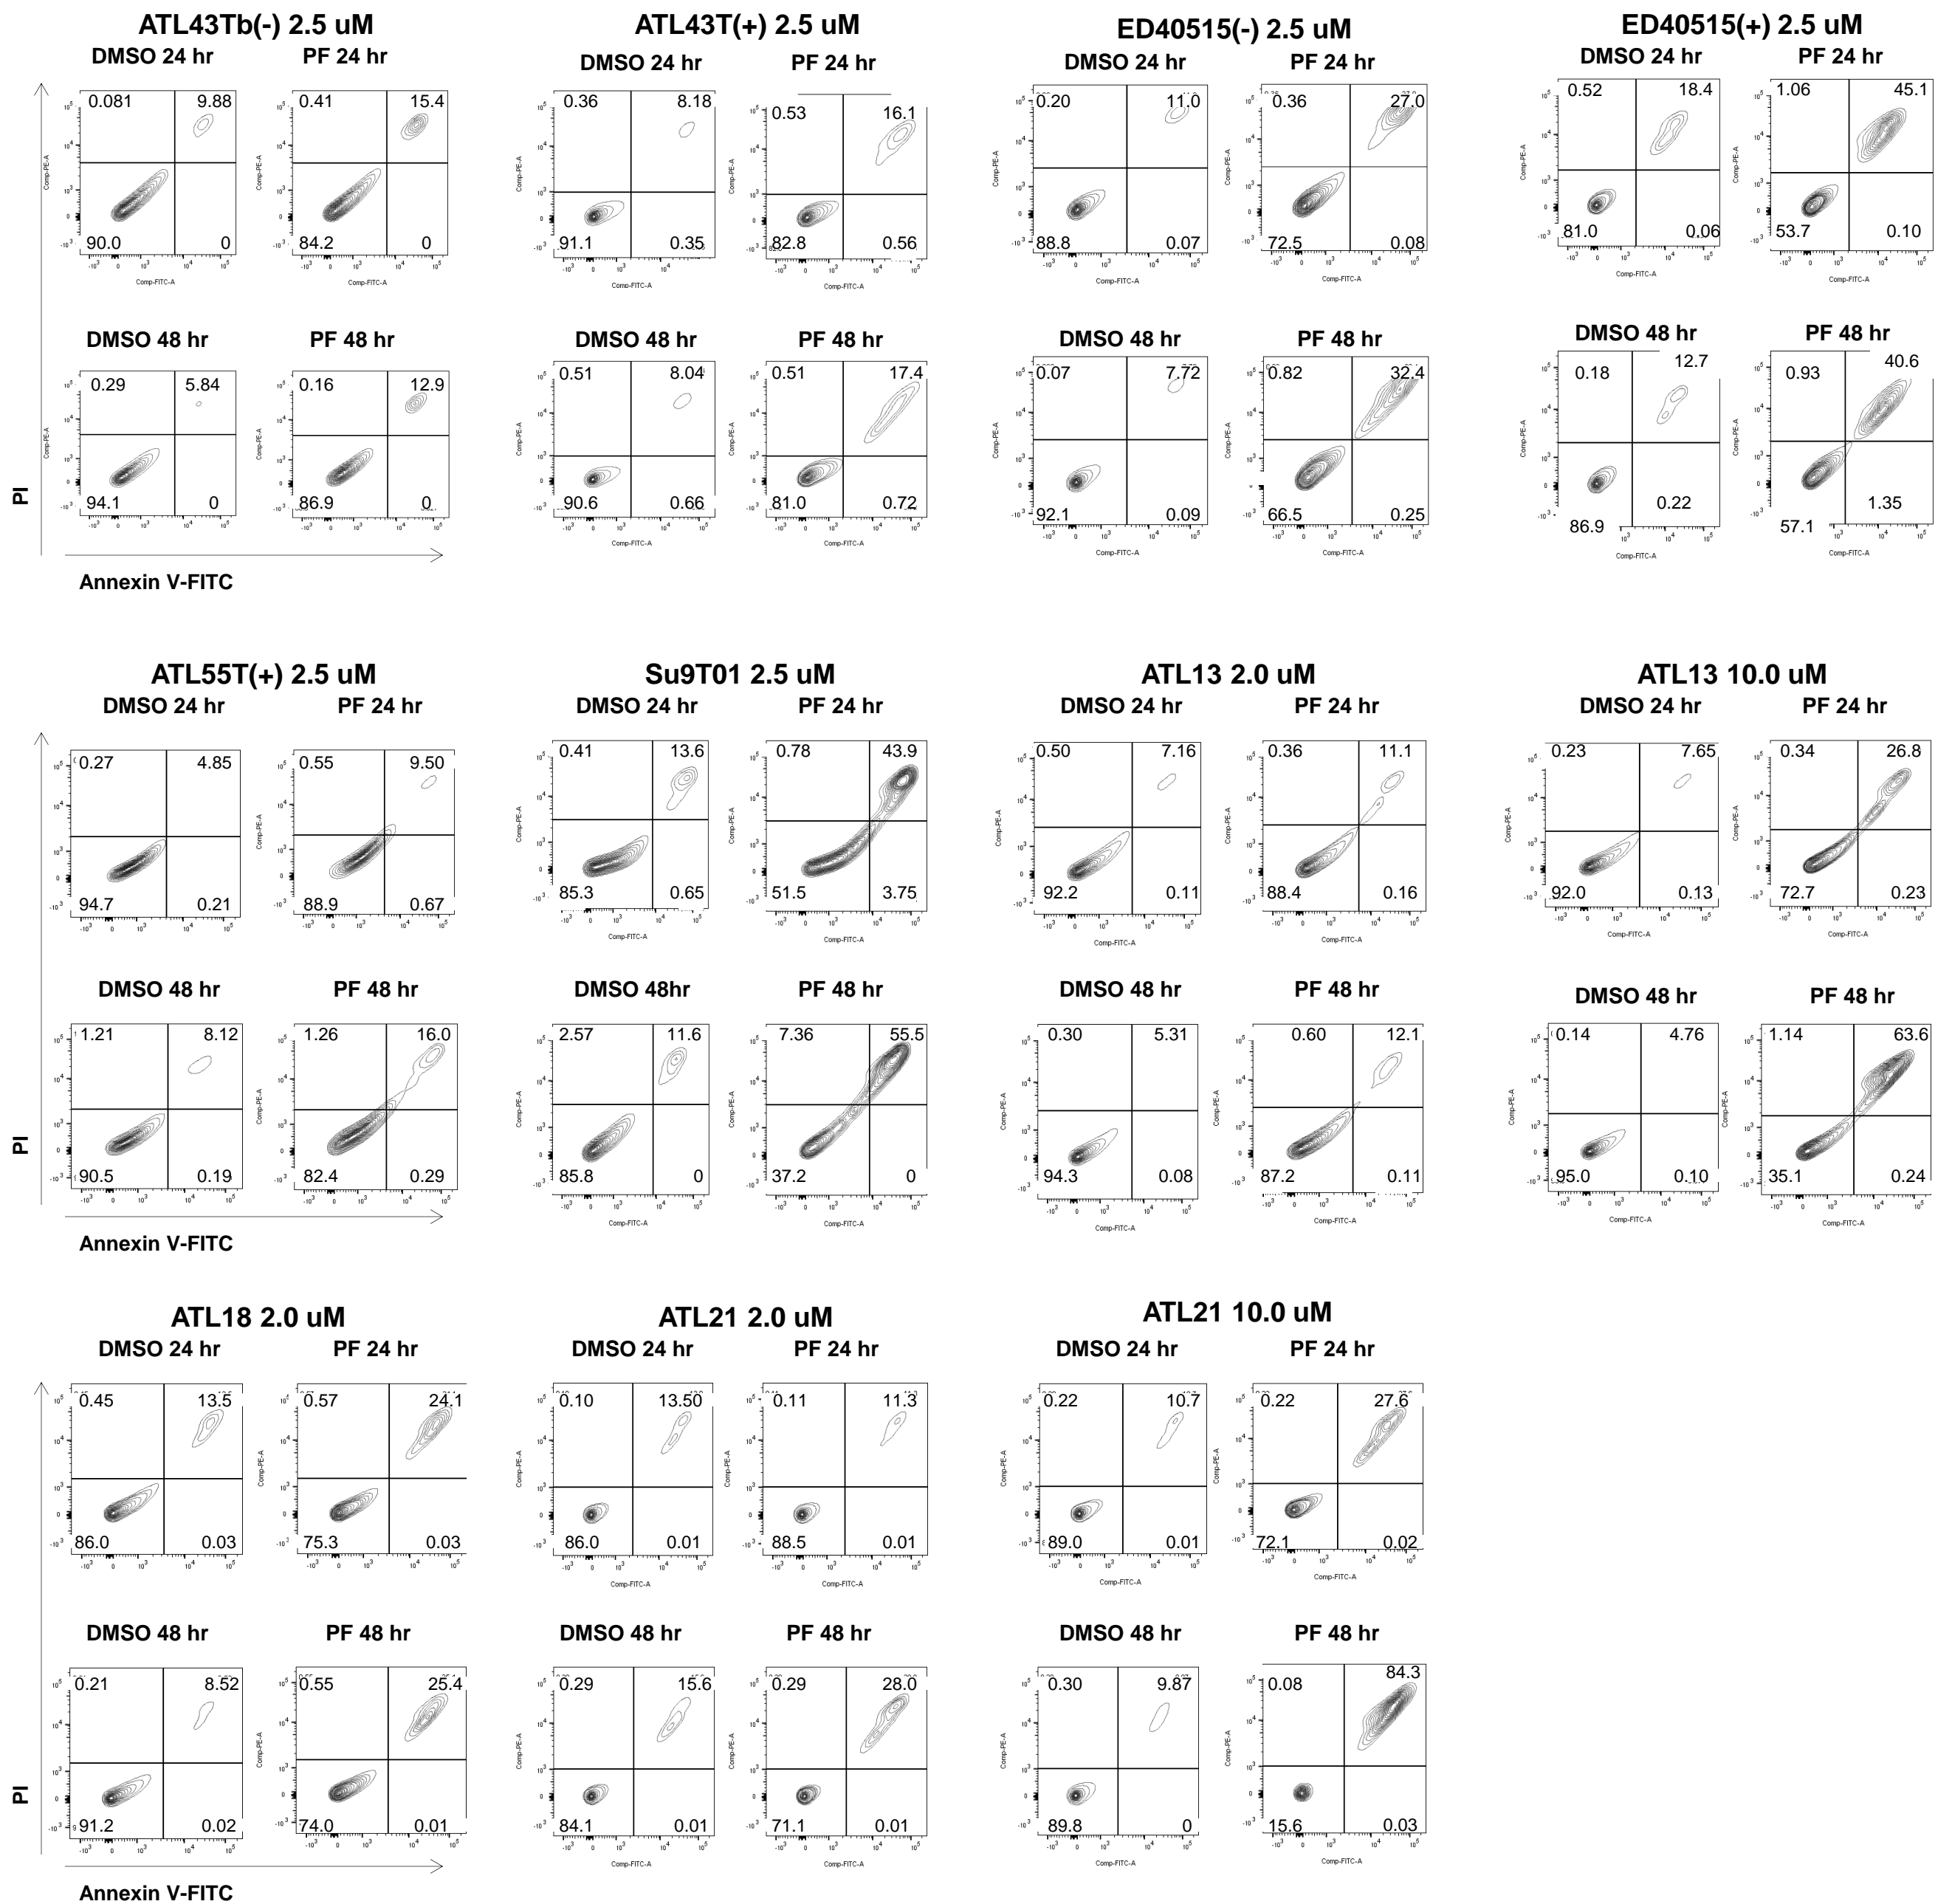 ATL43Tb(-) 2.5 uM
DMSO 24 hr
PF 24 hr
0.081
9.88
90.0
0
0.41
15.4
84.2
0
DMSO 48 hr
PF 48 hr
0.29
5.84
94.1
0
0.16
12.9
86.9
0
ATL43T(+) 2.5 uM
DMSO 24 hr
PF 24 hr
0.36
8.18
91.1
0.35
0.53
16.1
82.8
0.56
DMSO 48 hr
PF 48 hr
0.51
8.04
90.6
0.66
0.51
17.4
81.0
0.72
ED40515(-) 2.5 uM
DMSO 24 hr
PF 24 hr
0.20
11.0
88.8
0.07
0.36
27.0
72.5
0.08
DMSO 48 hr
PF 48 hr
0.07
7.72
92.1
0.09
0.82
32.4
66.5
0.25
ED40515(+) 2.5 uM
DMSO 24 hr
PF 24 hr
0.52
18.4
81.0
0.06
1.06
45.1
53.7
0.10
DMSO 48 hr
PF 48 hr
0.18
12.7
86.9
0.22
0.93
40.6
57.1
1.35
Comp-PE-A
Comp-FITC-A
PI
Annexin V-FITC
ATL55T(+) 2.5 uM
DMSO 24 hr
PF 24 hr
0.27
4.85
94.7
0.21
0.55
9.50
88.9
0.67
DMSO 48 hr
PF 48 hr
1.21
8.12
90.5
0.19
1.26
16.0
82.4
0.29
Su9T01 2.5 uM
DMSO 24 hr
PF 24 hr
0.41
13.6
85.3
0.65
0.78
43.9
51.5
3.75
DMSO 48hr
PF 48 hr
2.57
11.6
85.8
0
7.36
55.5
37.2
0
ATL13 2.0 uM
DMSO 24 hr
PF 24 hr
0.50
7.16
92.2
0.11
0.36
11.1
88.4
0.16
DMSO 48 hr
PF 48 hr
0.30
5.31
94.3
0.08
0.60
12.1
87.2
0.11
ATL13 10.0 uM
DMSO 24 hr
PF 24 hr
0.23
7.65
92.0
0.13
0.34
26.8
72.7
0.23
DMSO 48 hr
PF 48 hr
0.14
4.76
95.0
0.10
1.14
63.6
35.1
0.24
PI
Annexin V-FITC
ATL18 2.0 uM
DMSO 24 hr
PF 24 hr
0.45
13.5
86.0
0.03
0.57
24.1
75.3
0.03
DMSO 48 hr
PF 48 hr
0.21
8.52
91.2
0.02
0.55
25.4
74.0
0.01
ATL21 2.0 uM
DMSO 24 hr
PF 24 hr
0.10
13.50
86.0
0.01
0.11
11.3
88.5
0.01
DMSO 48 hr
PF 48 hr
0.29
15.6
84.1
0.01
0.29
28.0
71.1
0.01
ATL21 10.0 uM
DMSO 24 hr
PF 24 hr
0.22
10.7
89.0
0.01
0.22
27.6
72.1
0.02
DMSO 48 hr
PF 48 hr
0.30
9.87
89.8
0
0.08
84.3
15.6
0.03
PI
Annexin V-FITC